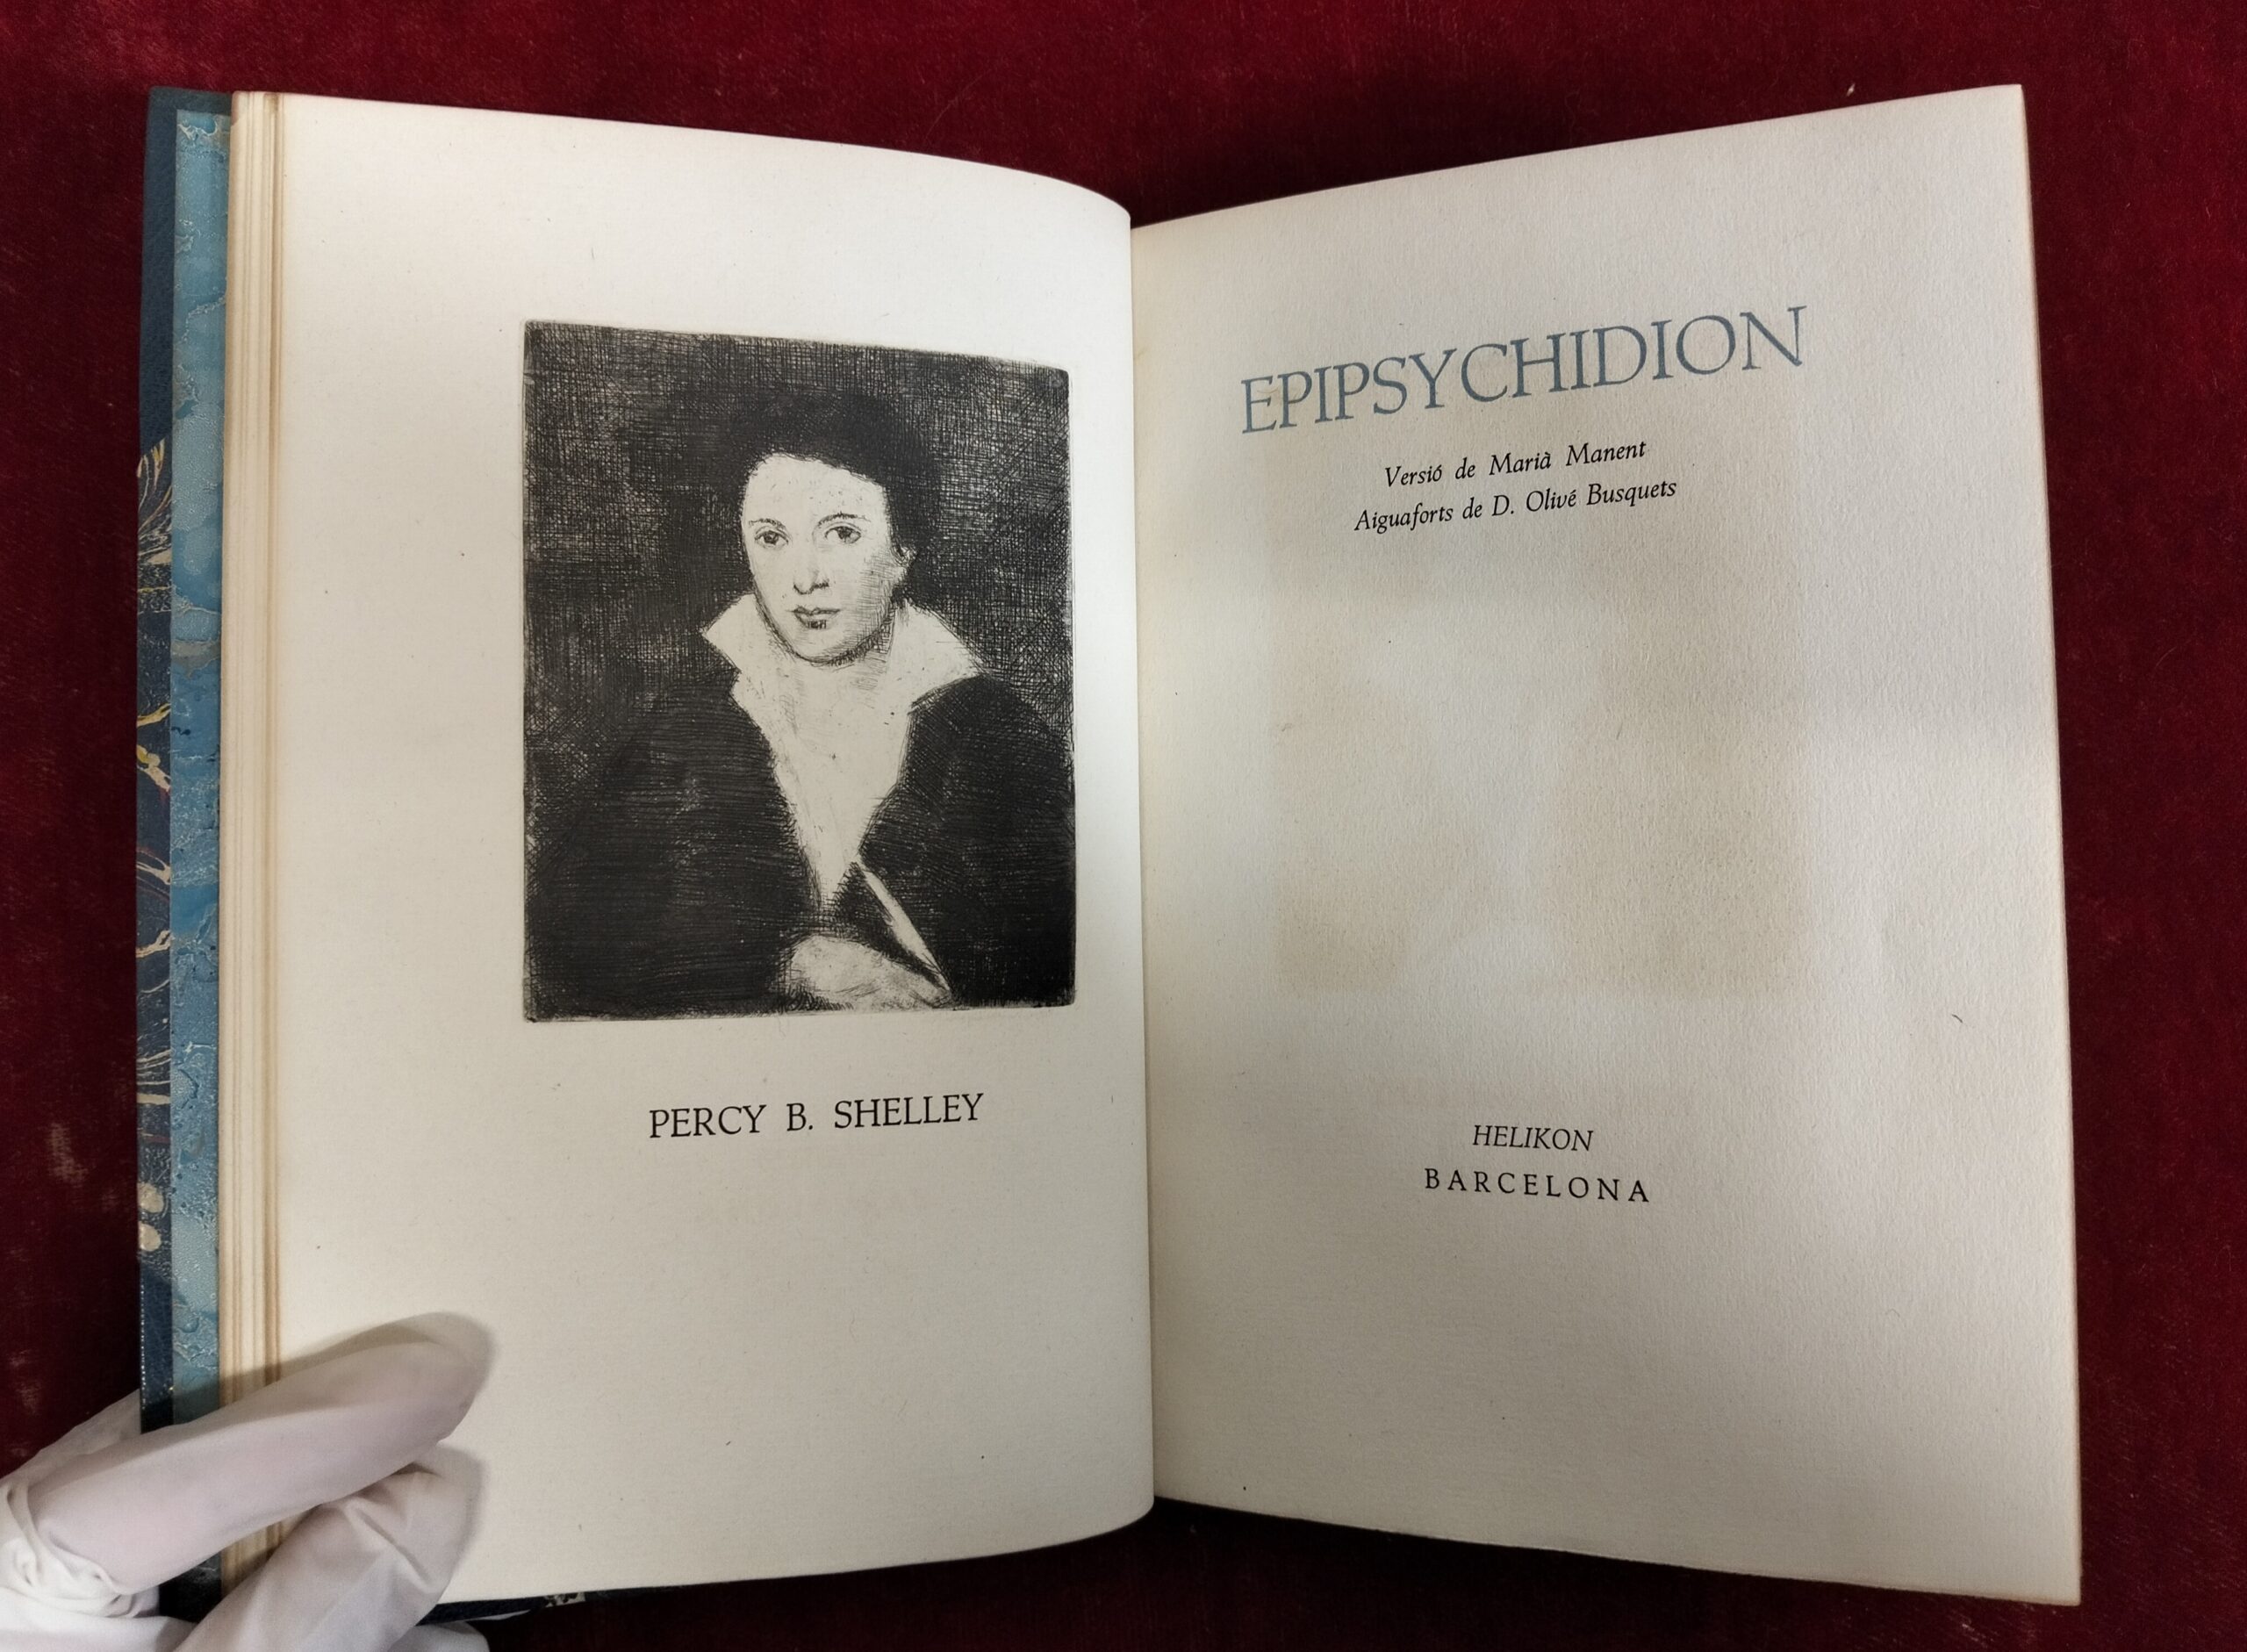 PERCY B. SHELLEY
EPIPSYCHIDION
Versió de Marià Manent
Aiguaforts de D. Olivé Busquets
HELIKON
BARCELONA